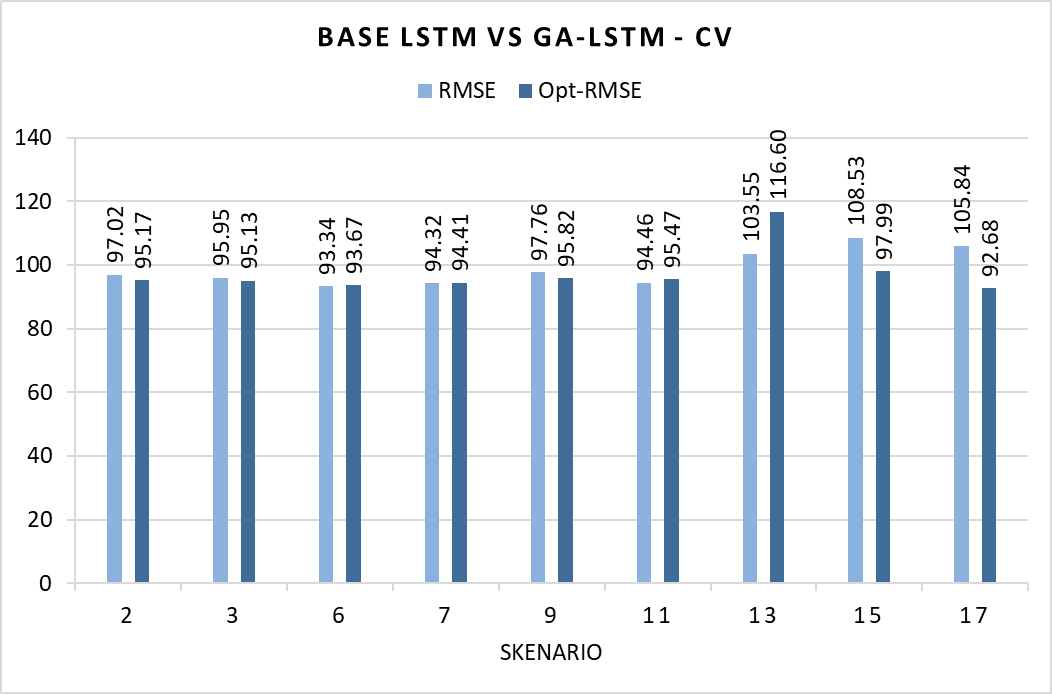 BASE LSTM VS GA-LSTM - CV
RMSE Opt-RMSE
140
120
100
80
60
40
20
0
97.02 95.17 95.95 95.13 93.34 93.67 94.32 94.41 97.76 95.82 94.46 95.47 103.55 116.60 108.53 97.99 105.84 92.68
2 3 6 7 9 11 13 15 17
SKENARIO